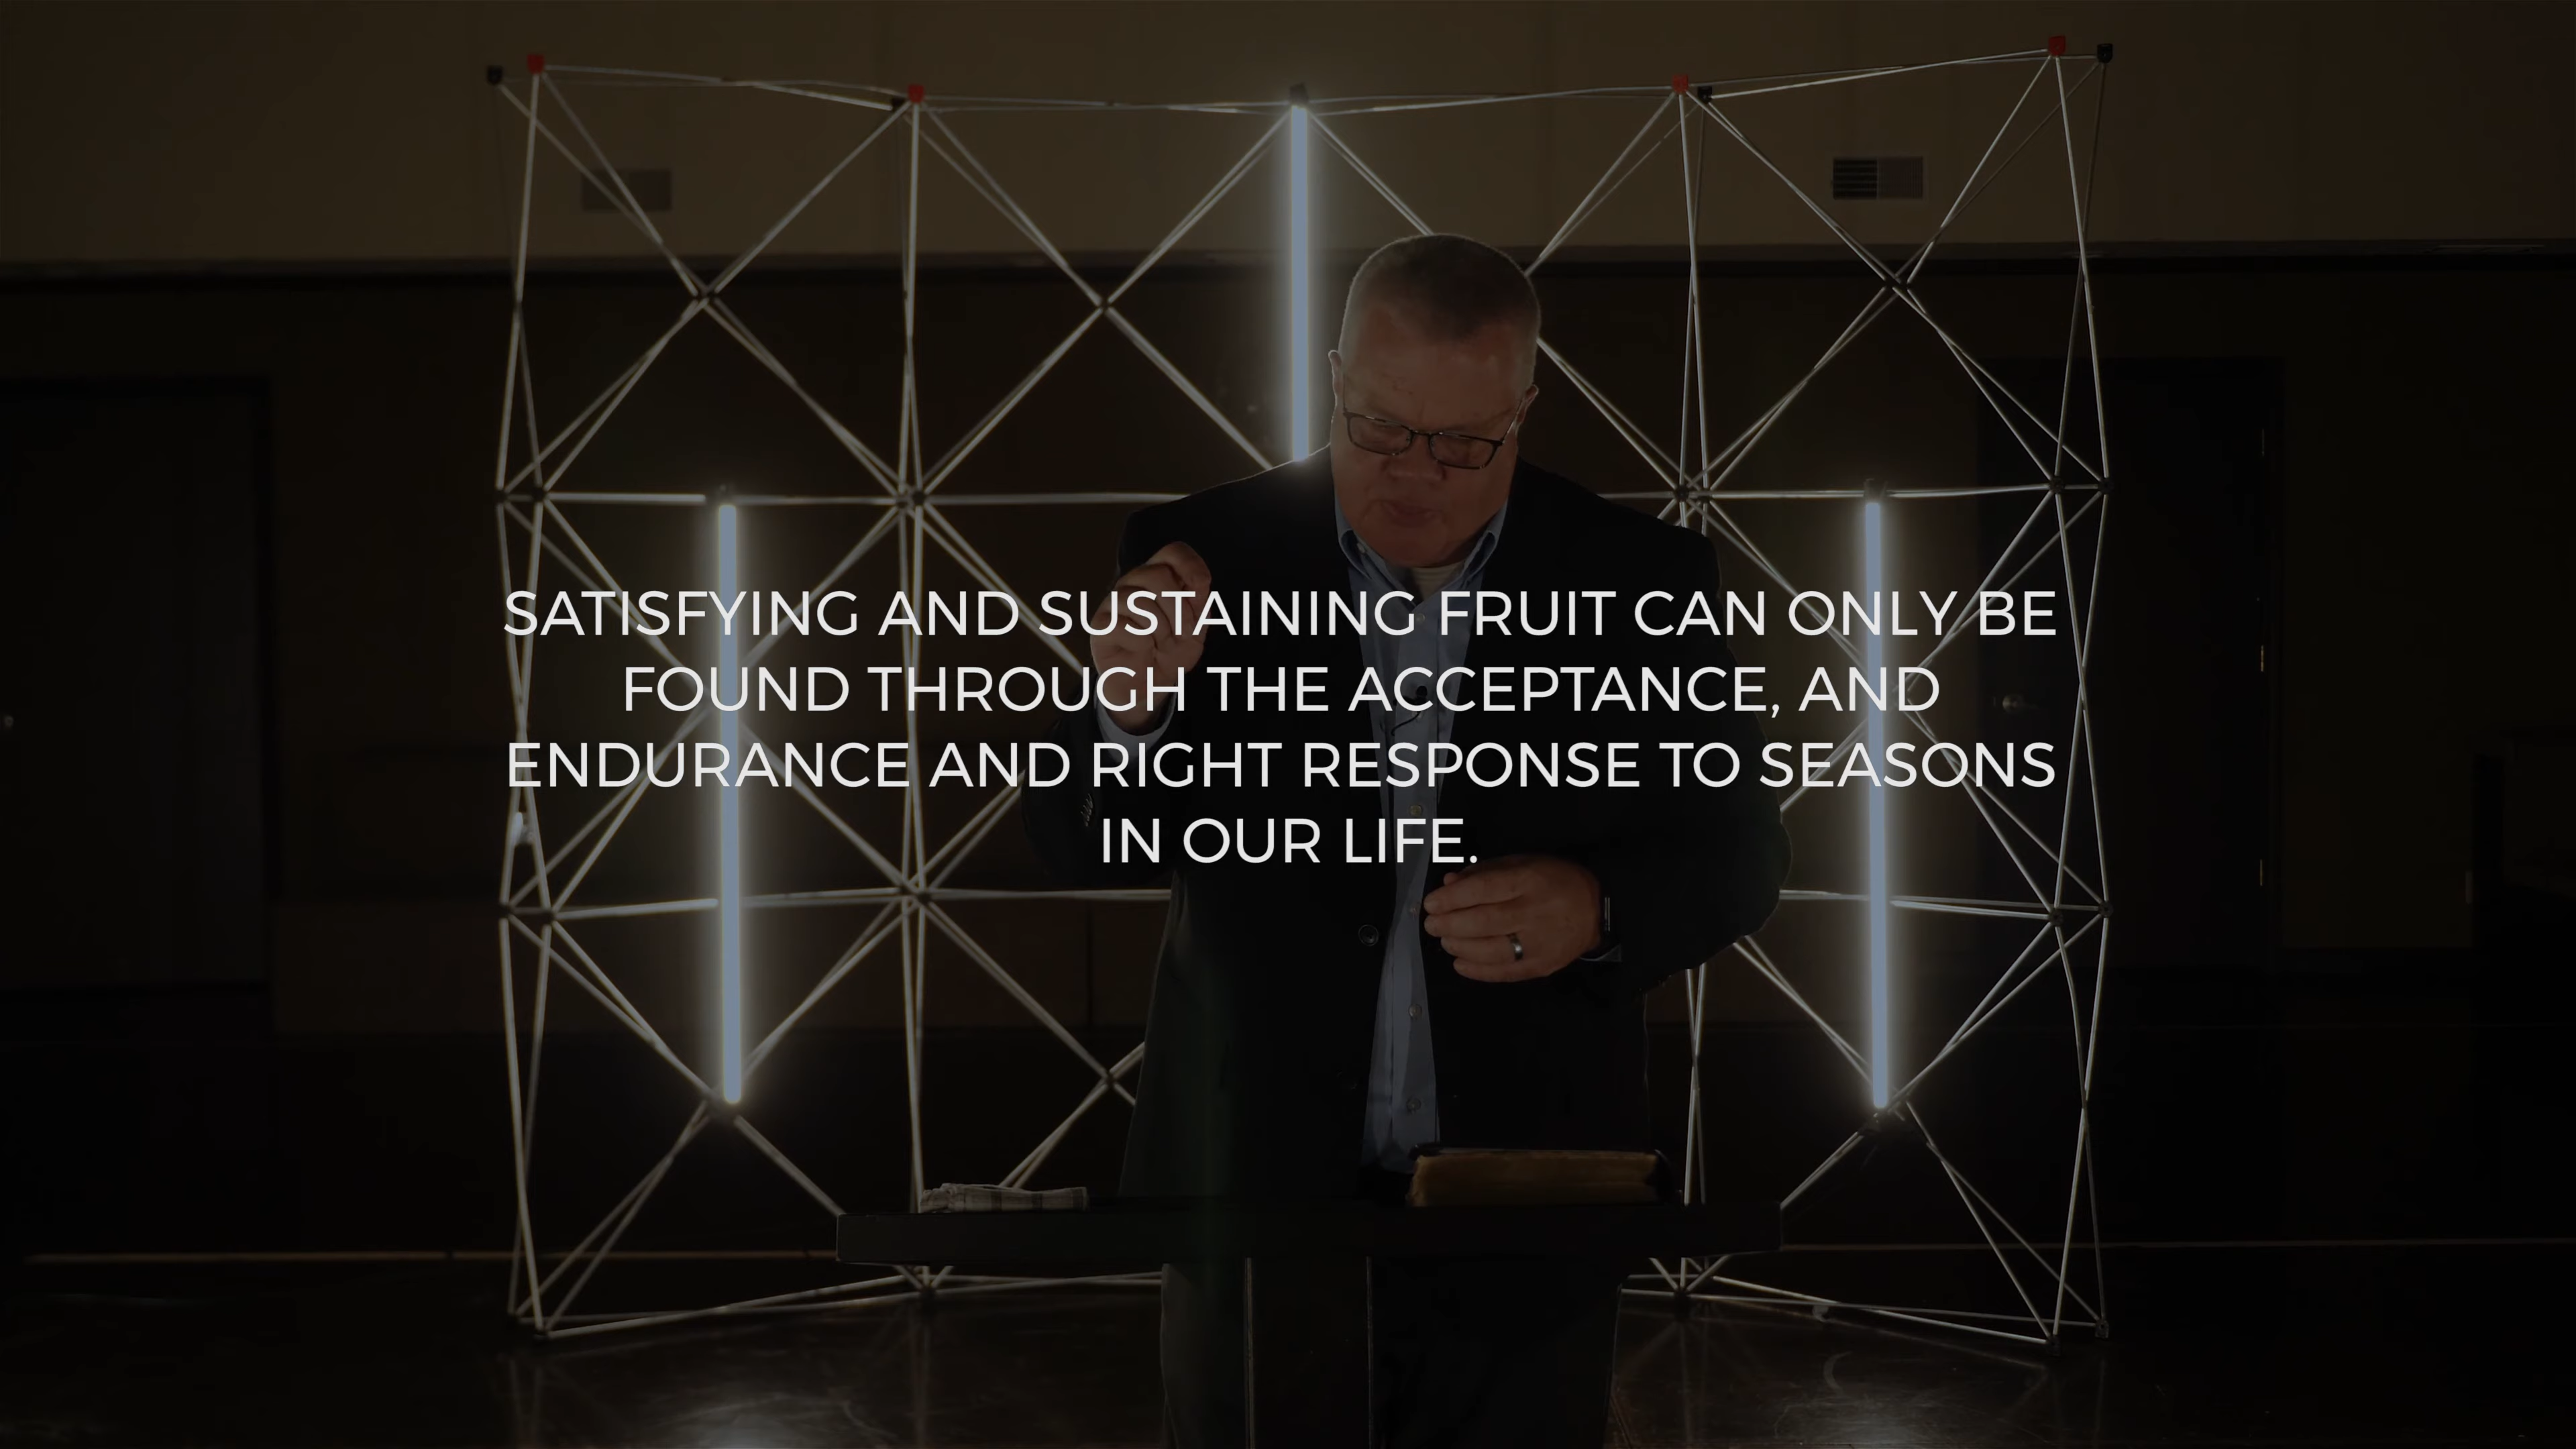 SATISFYING AND SUSTAINING FRUIT CAN ONLY BE
FOUND THROUGH THE ACCEPTANCE, AND
ENDURANCE AND RIGHT RESPONSE TO SEASONS
IN OUR LIFE.